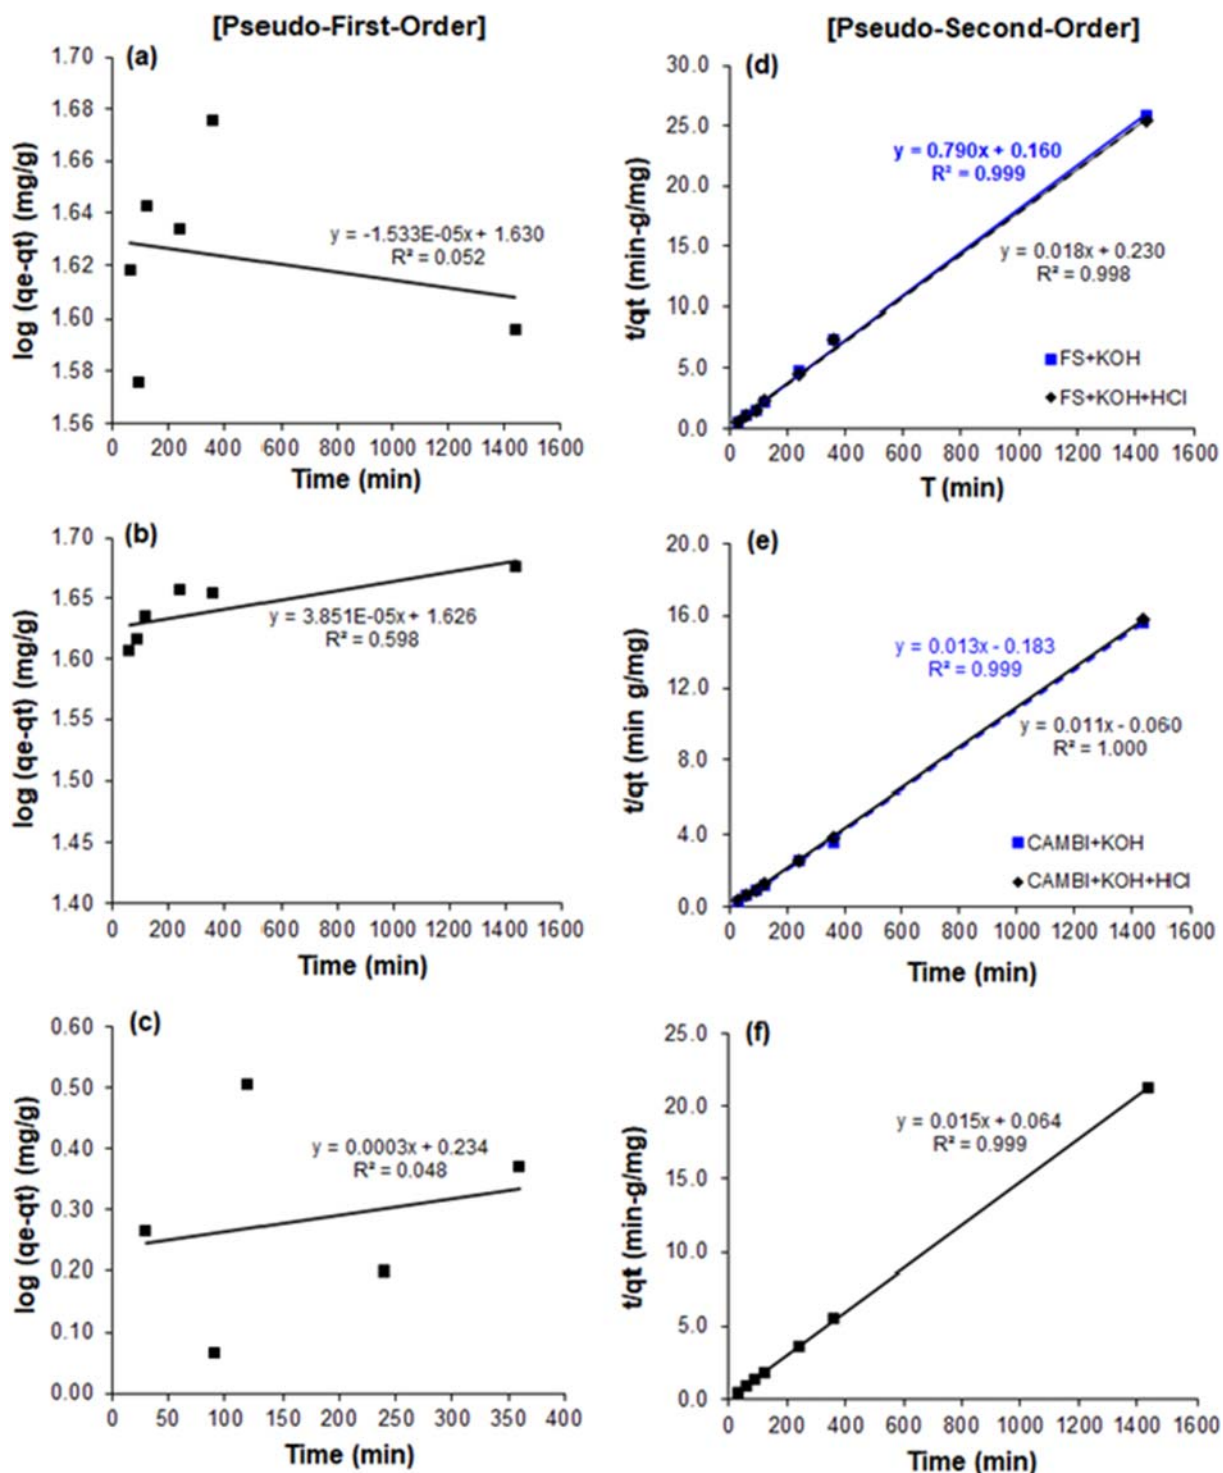 [Pseudo-First-Order]
[Pseudo-Second-Order]
(a)
1.70
1.68
1.66
1.64
1.62
1.60
1.58
1.56
log (qe-qt) (mg/g)
y = -1.533E-05x + 1.630
R² = 0.052
0 200 400 600 800 1000 1200 1400 1600
Time (min)
(d)
30.0
25.0
20.0
15.0
10.0
5.0
0.0
t/qt (min-g/mg)
y = 0.790x + 0.160
R² = 0.999
y = 0.018x + 0.230
R² = 0.998
FS+KOH
FS+KOH+HCl
0 200 400 600 800 1000 1200 1400 1600
T (min)
(b)
1.70
1.65
1.60
1.55
1.50
1.45
1.40
log (qe-qt) (mg/g)
y = 3.851E-05x + 1.626
R² = 0.598
0 200 400 600 800 1000 1200 1400 1600
Time (min)
(e)
20.0
16.0
12.0
8.0
4.0
0.0
t/qt (min g/mg)
y = 0.013x - 0.183
R² = 0.999
y = 0.011x - 0.060
R² = 1.000
CAMBI+KOH
CAMBI+KOH+HCl
0 200 400 600 800 1000 1200 1400 1600
Time (min)
(c)
0.60
0.50
0.40
0.30
0.20
0.10
0.00
log (qe-qt) (mg/g)
y = 0.0003x + 0.234
R² = 0.048
0 50 100 150 200 250 300 350 400
Time (min)
(f)
25.0
20.0
15.0
10.0
5.0
0.0
t/qt (min-g/mg)
y = 0.015x + 0.064
R² = 0.999
0 200 400 600 800 1000 1200 1400 1600
Time (min)